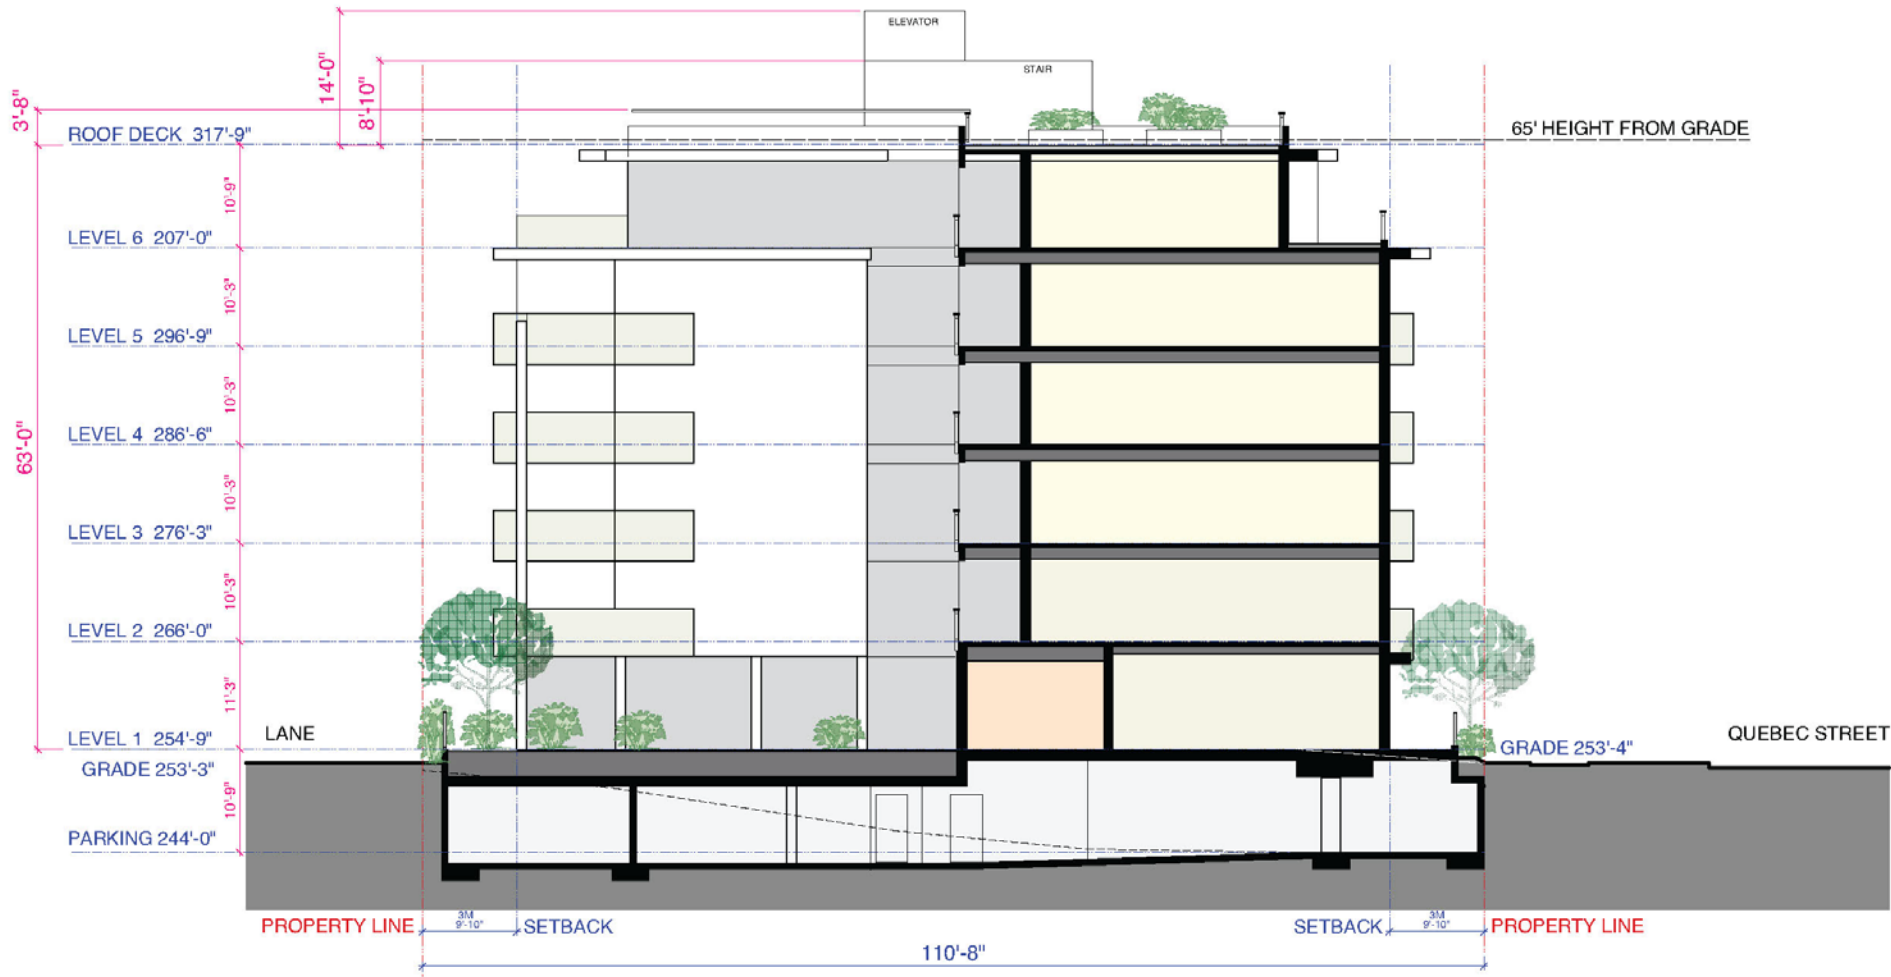 ELEVATOR
STAIR
14'-0"
8'-10"
3'-8"
ROOF DECK 317'-9"
65' HEIGHT FROM GRADE
10'-9"
LEVEL 6 207'-0"
10'-3"
LEVEL 5 296'-9"
10'-3"
LEVEL 4 286'-6"
63'-0"
10'-3"
LEVEL 3 276'-3"
10'-3"
LEVEL 2 266'-0"
11'-3"
LEVEL 1 254'-9"
LANE
QUEBEC STREET
GRADE 253'-4"
GRADE 253'-3"
10'-9"
PARKING 244'-0"
PROPERTY LINE
3M
9'-10"
SETBACK
SETBACK
3M
9'-10"
PROPERTY LINE
110'-8"